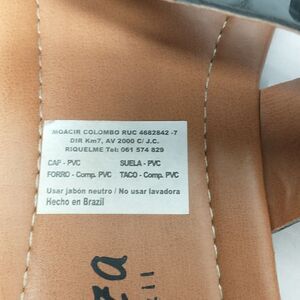 MOACIR COLOMBO RUC 4682842 -7
DIR Km7, AV 2000 C/ J.C.
RIQUELME Tel: 061 574 829
CAP - PVC SUELA - PVC
FORRO - Comp. PVC TACO - Comp. PVC
Usar jabón neutro / No usar lavadora
Hecho en Brazil